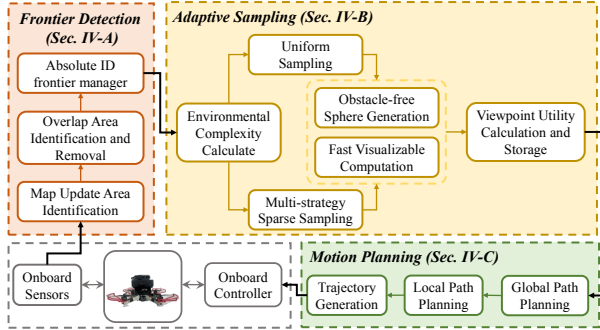 Frontier Detection
(Sec. IV-A)
Absolute ID
frontier manager
Overlap Area
Identification and
Removal
Map Update Area
Identification
Adaptive Sampling (Sec. IV-B)
Uniform
Sampling
Environmental
Complexity
Calculate
Obstacle-free
Sphere Generation
Fast Visualizable
Computation
Multi-strategy
Sparse Sampling
Viewpoint Utility
Calculation and
Storage
Onboard
Sensors
Onboard
Controller
Motion Planning (Sec. IV-C)
Trajectory
Generation
Local Path
Planning
Global Path
Planning